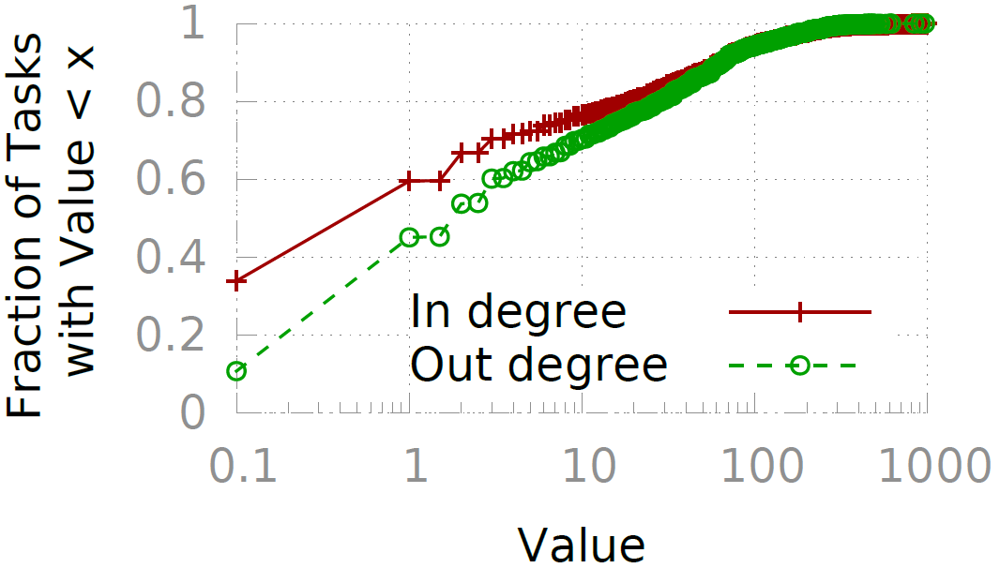 Fraction of Tasks
with Value < x
1
0.8
0.6
0.4
0.2
0
In degree
Out degree
0.1 1 10 100 1000
Value